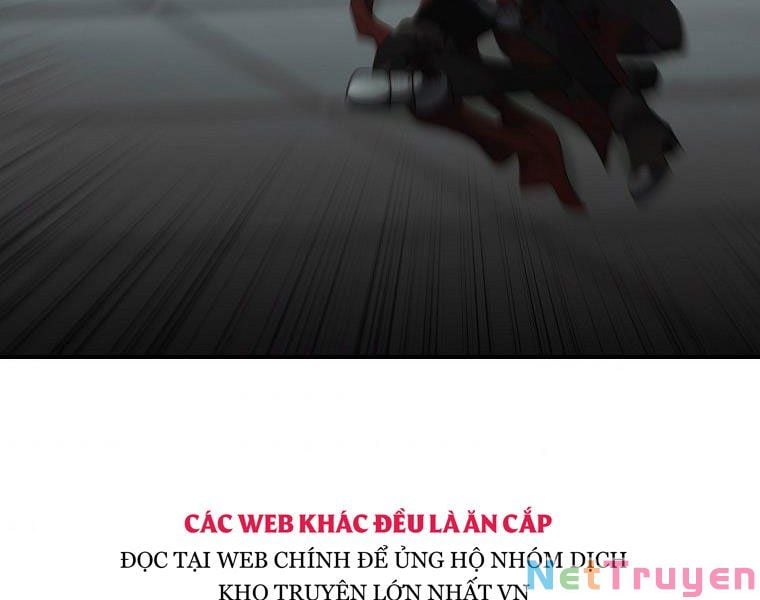 CÁC WEB KHÁC ĐỀU LÀ ĂN CẮP
ĐỌC TẠI WEB CHÍNH ĐỂ ỦNG HỘ NHÓM DỊCH
KHO TRUYỆN LỚN NHẤT VN
NetTruyen